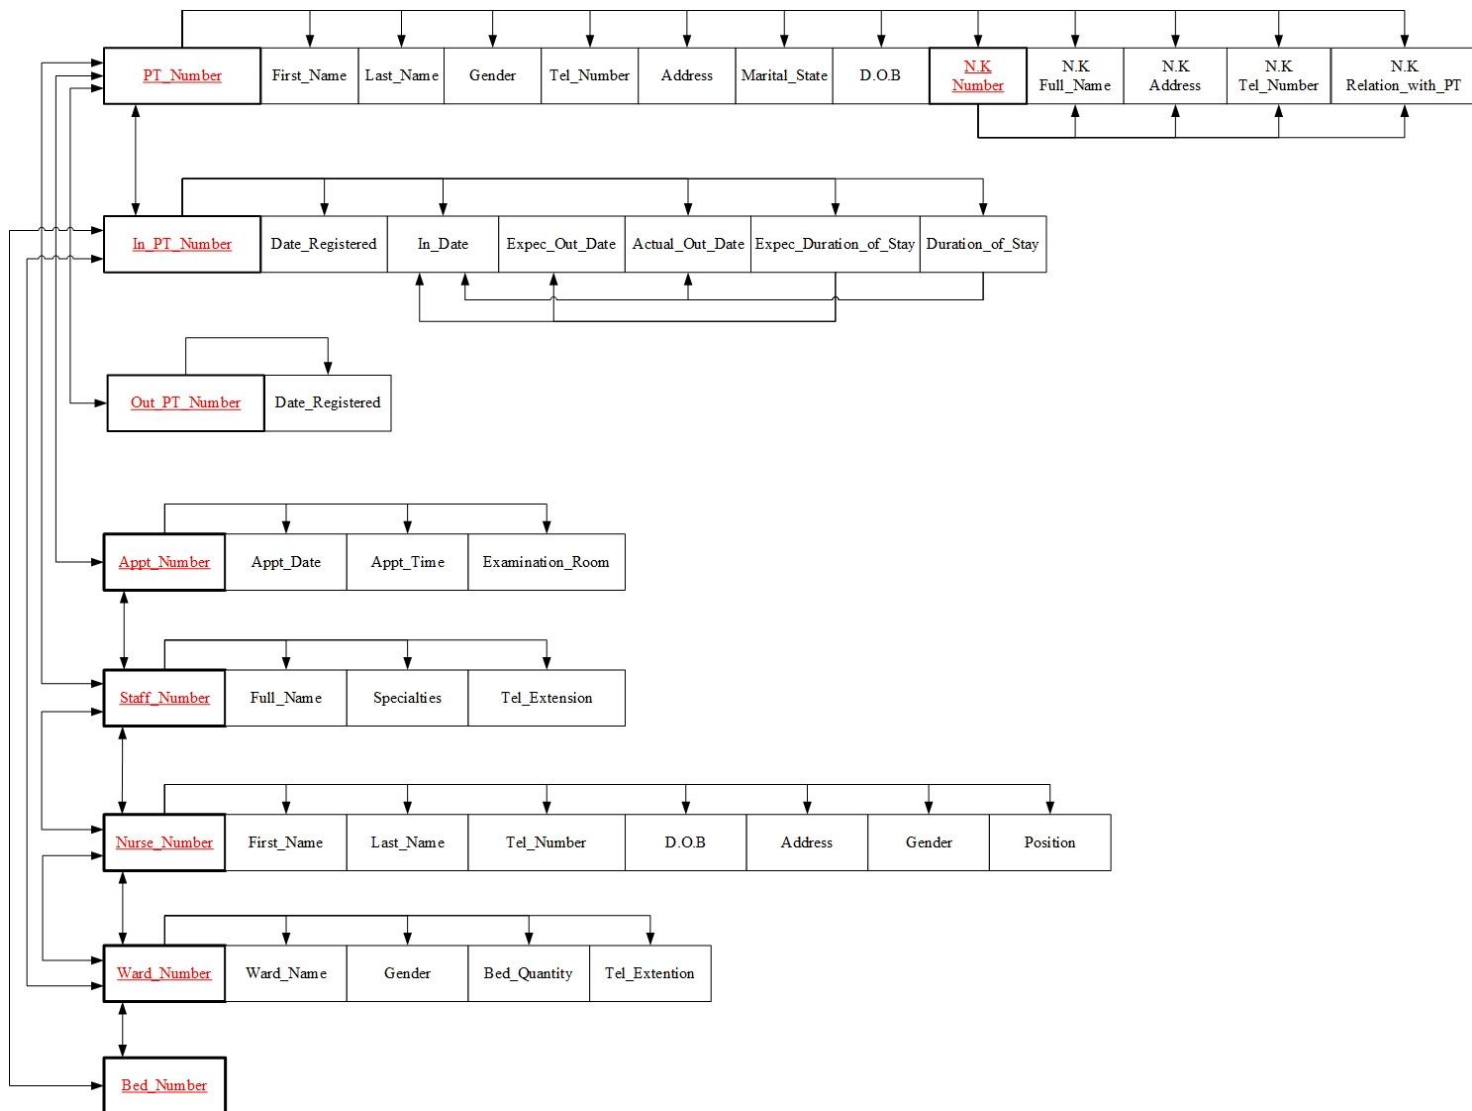 PT_Number
First_Name
Last_Name
Gender
Tel_Number
Address
Marital_State
D.O.B
N.K
Number
N.K
Full_Name
N.K
Address
N.K
Tel_Number
N.K
Relation_with_PT
In_PT_Number
Date_Registered
In_Date
Expec_Out_Date
Actual_Out_Date
Expec_Duration_of_Stay
Duration_of_Stay
Out_PT_Number
Date_Registered
Appt_Number
Appt_Date
Appt_Time
Examination_Room
Staff_Number
Full_Name
Specialties
Tel_Extension
Nurse_Number
First_Name
Last_Name
Tel_Number
D.O.B
Address
Gender
Position
Ward_Number
Ward_Name
Gender
Bed_Quantity
Tel_Extention
Bed_Number